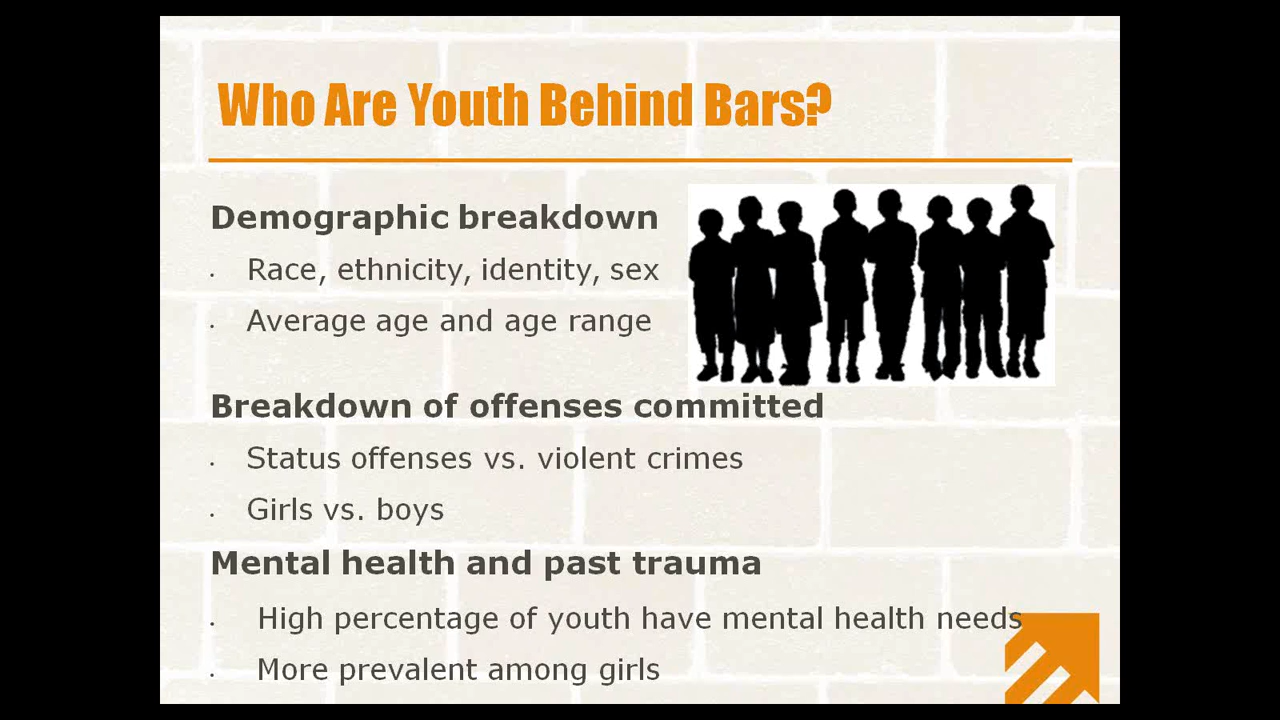 Who Are Youth Behind Bars?
Demographic breakdown
· Race, ethnicity, identity, sex
· Average age and age range
Breakdown of offenses committed
· Status offenses vs. violent crimes
· Girls vs. boys
Mental health and past trauma
· High percentage of youth have mental health needs
· More prevalent among girls